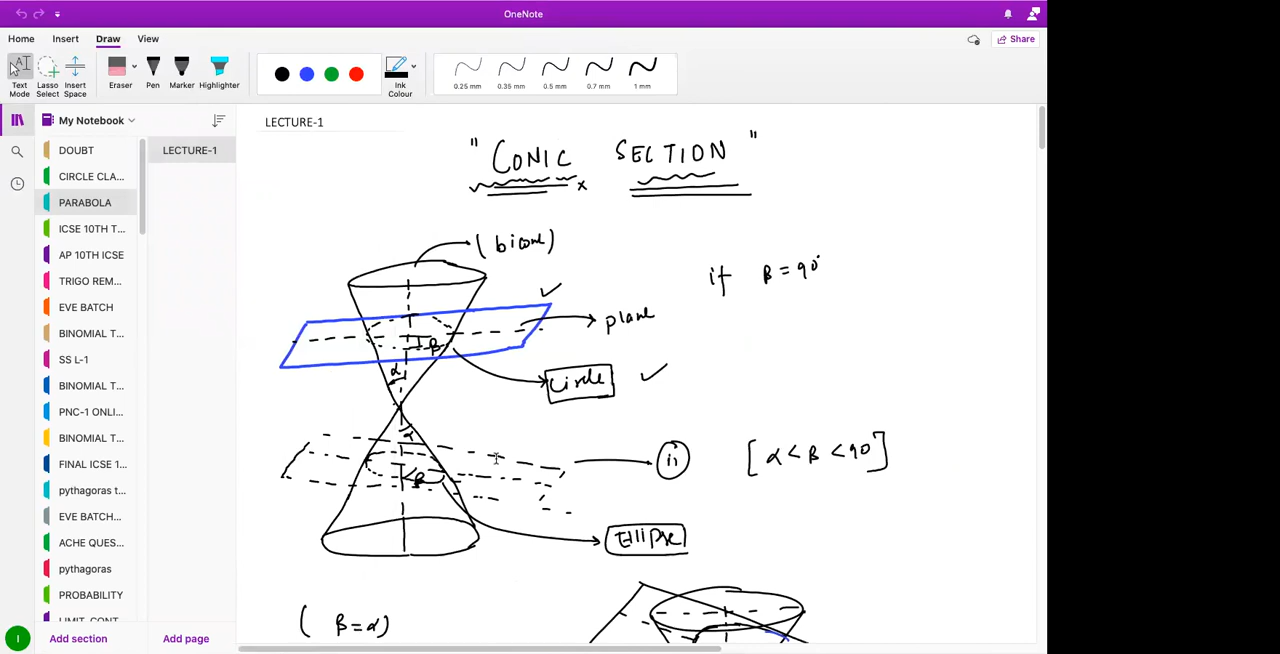 OneNote
Home Insert Draw View
Share
Text Mode
Lasso Select
Insert Space
Eraser
Pen
Marker
Highlighter
Ink Colour
0.25 mm
0.35 mm
0.5 mm
0.7 mm
1 mm
My Notebook
DOUBT
CIRCLE CLA...
PARABOLA
ICSE 10TH T...
AP 10TH ICSE
TRIGO REM...
EVE BATCH
BINOMIAL T...
SS L-1
BINOMIAL T...
PNC-1 ONLI...
BINOMIAL T...
FINAL ICSE 1...
pythagoras t...
EVE BATCH...
ACHE QUES...
pythagoras
PROBABILITY
LIMIT, CONT
I
Add section
Add page
LECTURE-1
LECTURE-1
" CONIC SECTION "
(bicone)
if β = 90°
plane
β
α
circle
α
ii [α < β < 90°]
β
Ellipse
(β = α)